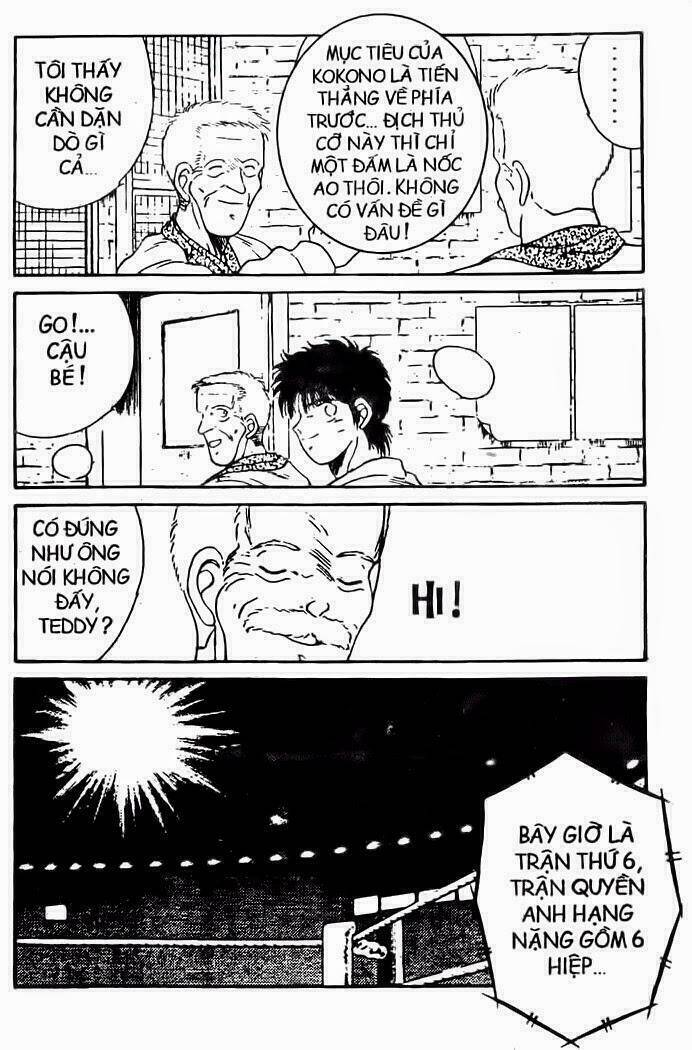 TÔI THẤY
KHÔNG
CẦN DẶN
DÒ GÌ
CẢ...
MỤC TIÊU CỦA
KOKONO LÀ TIẾN
THẲNG VỀ PHÍA
TRƯỚC... ĐỊCH THỦ
CỠ NÀY THÌ CHỈ
MỘT ĐẤM LÀ NỐC
AO THÔI. KHÔNG
CÓ VẤN ĐỀ GÌ
ĐÂU!
.........
GO!...
CẬU
BÉ!
CÓ ĐÚNG
NHƯ ÔNG
NÓI KHÔNG
ĐẤY,
TEDDY?
HI!
BÂY GIỜ LÀ
TRẬN THỨ 6,
TRẬN QUYỀN
ANH HẠNG
NẶNG GỒM 6
HIỆP...